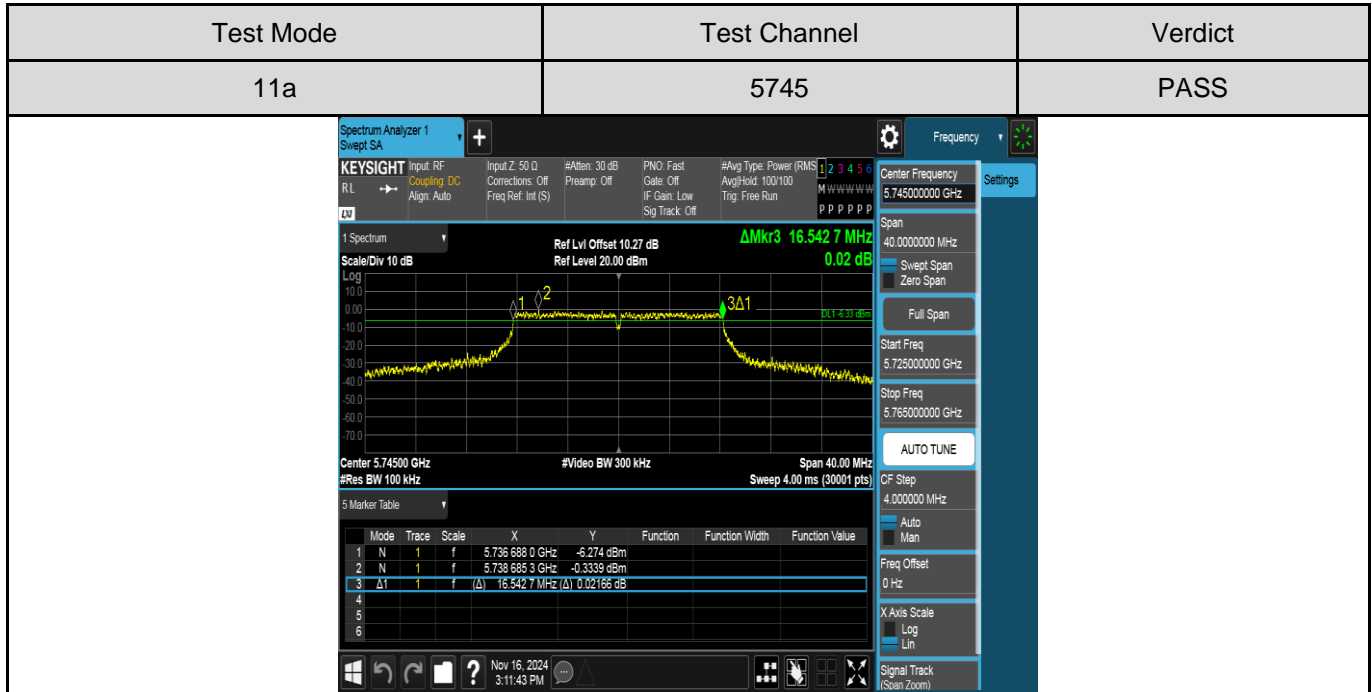 Test Mode Test Channel Verdict
11a 5745 PASS
Spectrum Analyzer 1
Swept SA
+
Frequency
KEYSIGHT
RL
LXI
Input: RF
Coupling: DC
Align: Auto
Input Z: 50 Ω
Corrections: Off
Freq Ref: Int (S)
#Atten: 30 dB
Preamp: Off
PNO: Fast
Gate: Off
IF Gain: Low
Sig Track: Off
#Avg Type: Power (RMS
Avg|Hold: 100/100
Trig: Free Run
1 2 3 4 5 6
M W W W W W
P P P P P P
1 Spectrum
Scale/Div 10 dB
Ref Lvl Offset 10.27 dB
Ref Level 20.00 dBm
ΔMkr3 16.542 7 MHz
0.02 dB
Log
10.0
0.00
-10.0
-20.0
-30.0
-40.0
-50.0
-60.0
-70.0
1
2
3Δ1
DL1 -6.33 dBm
Center 5.74500 GHz #Video BW 300 kHz Span 40.00 MHz
#Res BW 100 kHz Sweep 4.00 ms (30001 pts)
5 Marker Table
Mode Trace Scale X Y Function Function Width Function Value
1 N 1 f 5.736 688 0 GHz -6.274 dBm
2 N 1 f 5.738 685 3 GHz -0.3339 dBm
3 Δ1 1 f (Δ) 16.542 7 MHz (Δ) 0.02166 dB
4
5
6
?
Nov 16, 2024
3:11:43 PM
Center Frequency
5.745000000 GHz
Settings
Span
40.0000000 MHz
Swept Span
Zero Span
Full Span
Start Freq
5.725000000 GHz
Stop Freq
5.765000000 GHz
AUTO TUNE
CF Step
4.000000 MHz
Auto
Man
Freq Offset
0 Hz
X Axis Scale
Log
Lin
Signal Track
(Span Zoom)